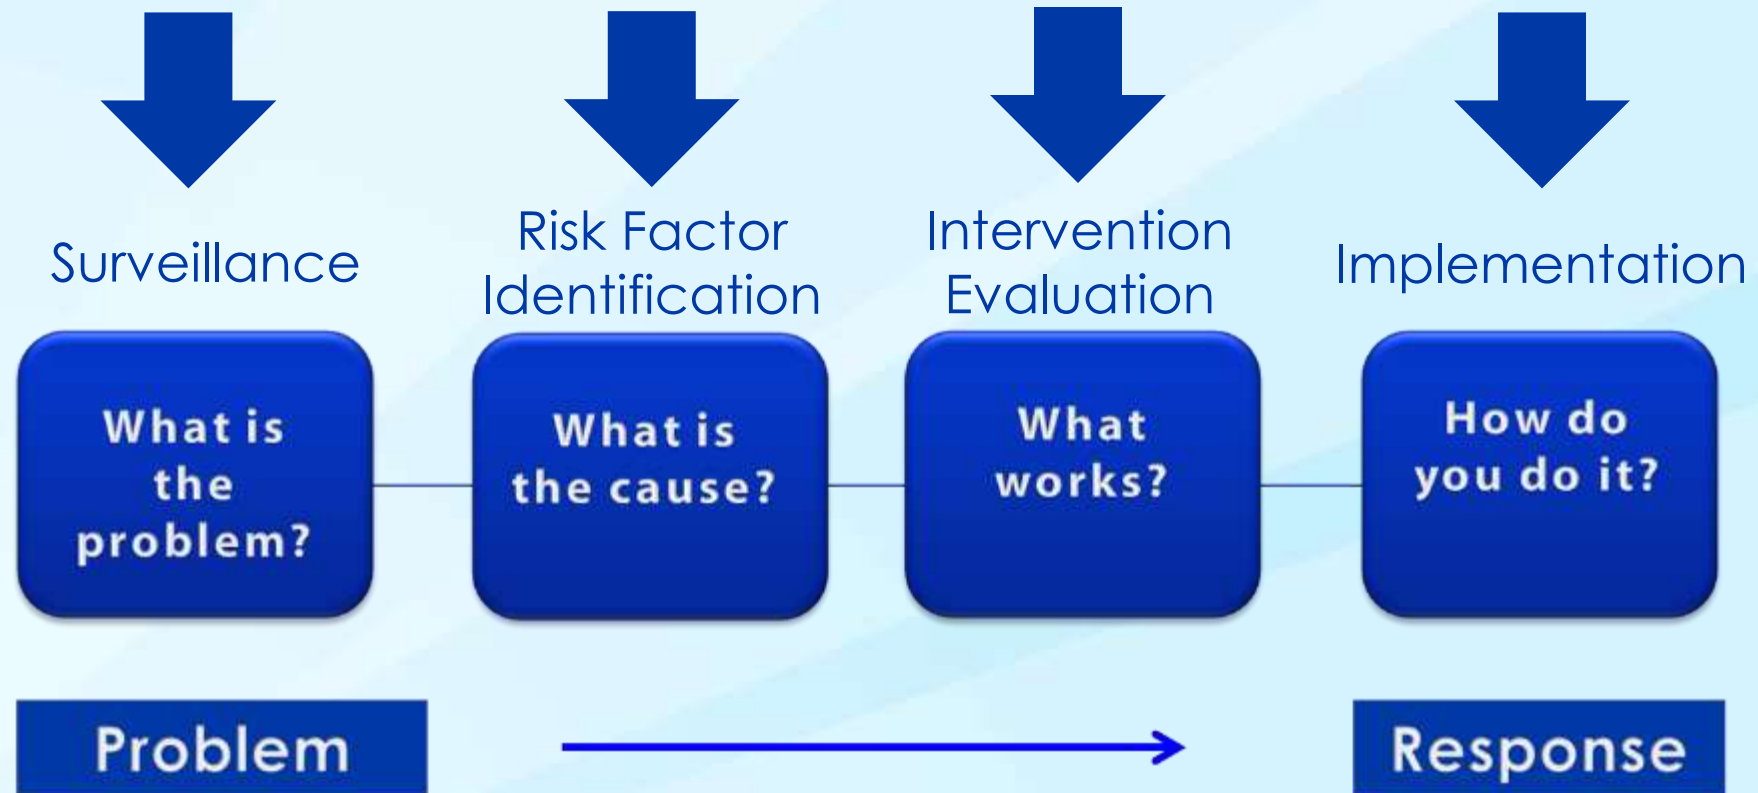 Surveillance
Risk Factor
Identification
Intervention
Evaluation
Implementation
What is
the
problem?
What is
the cause?
What
works?
How do
you do it?
Problem
Response